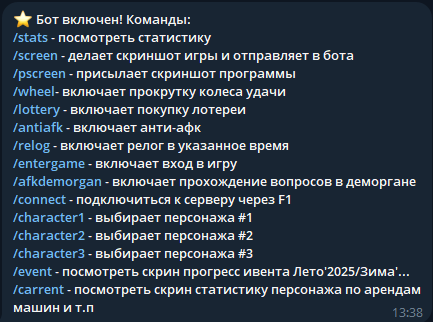 ⭐ Бот включен! Команды:
/stats - посмотреть статистику
/screen - делает скриншот игры и отправляет в бота
/pscreen - присылает скриншот программы
/wheel- включает прокрутку колеса удачи
/lottery - включает покупку лотереи
/antiafk - включает анти-афк
/relog - включает релог в указанное время
/entergame - включает вход в игру
/afkdemorgan - включает прохождение вопросов в деморгане
/connect - подключиться к серверу через F1
/character1 - выбирает персонажа #1
/character2 - выбирает персонажа #2
/character3 - выбирает персонажа #3
/event - посмотреть скрин прогресс ивента Лето'2025/Зима'...
/carrent - посмотреть скрин статистику персонажа по арендам
машин и т.п
13:38